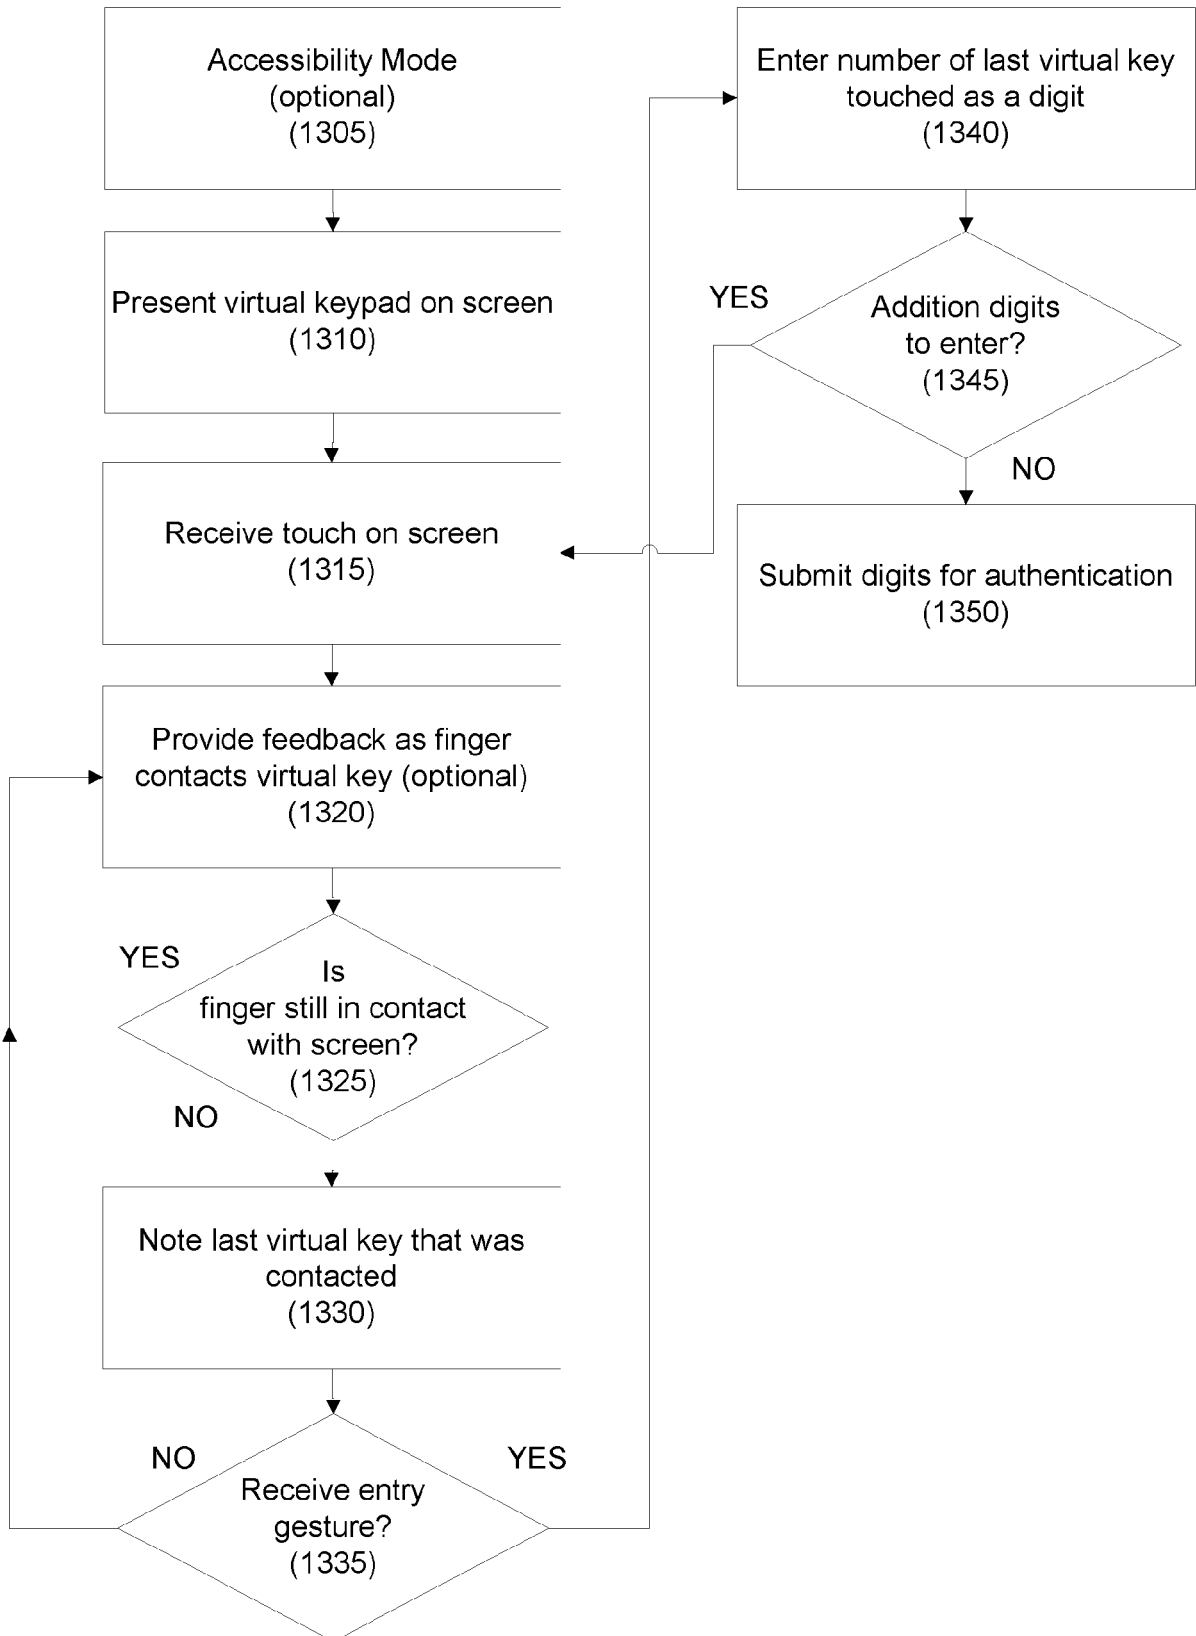 Accessibility Mode
(optional)
(1305)
Present virtual keypad on screen
(1310)
Receive touch on screen
(1315)
Provide feedback as finger
contacts virtual key (optional)
(1320)
YES
Is
finger still in contact
with screen?
(1325)
NO
Note last virtual key that was
contacted
(1330)
NO
YES
Receive entry
gesture?
(1335)
Enter number of last virtual key
touched as a digit
(1340)
YES
Addition digits
to enter?
(1345)
NO
Submit digits for authentication
(1350)